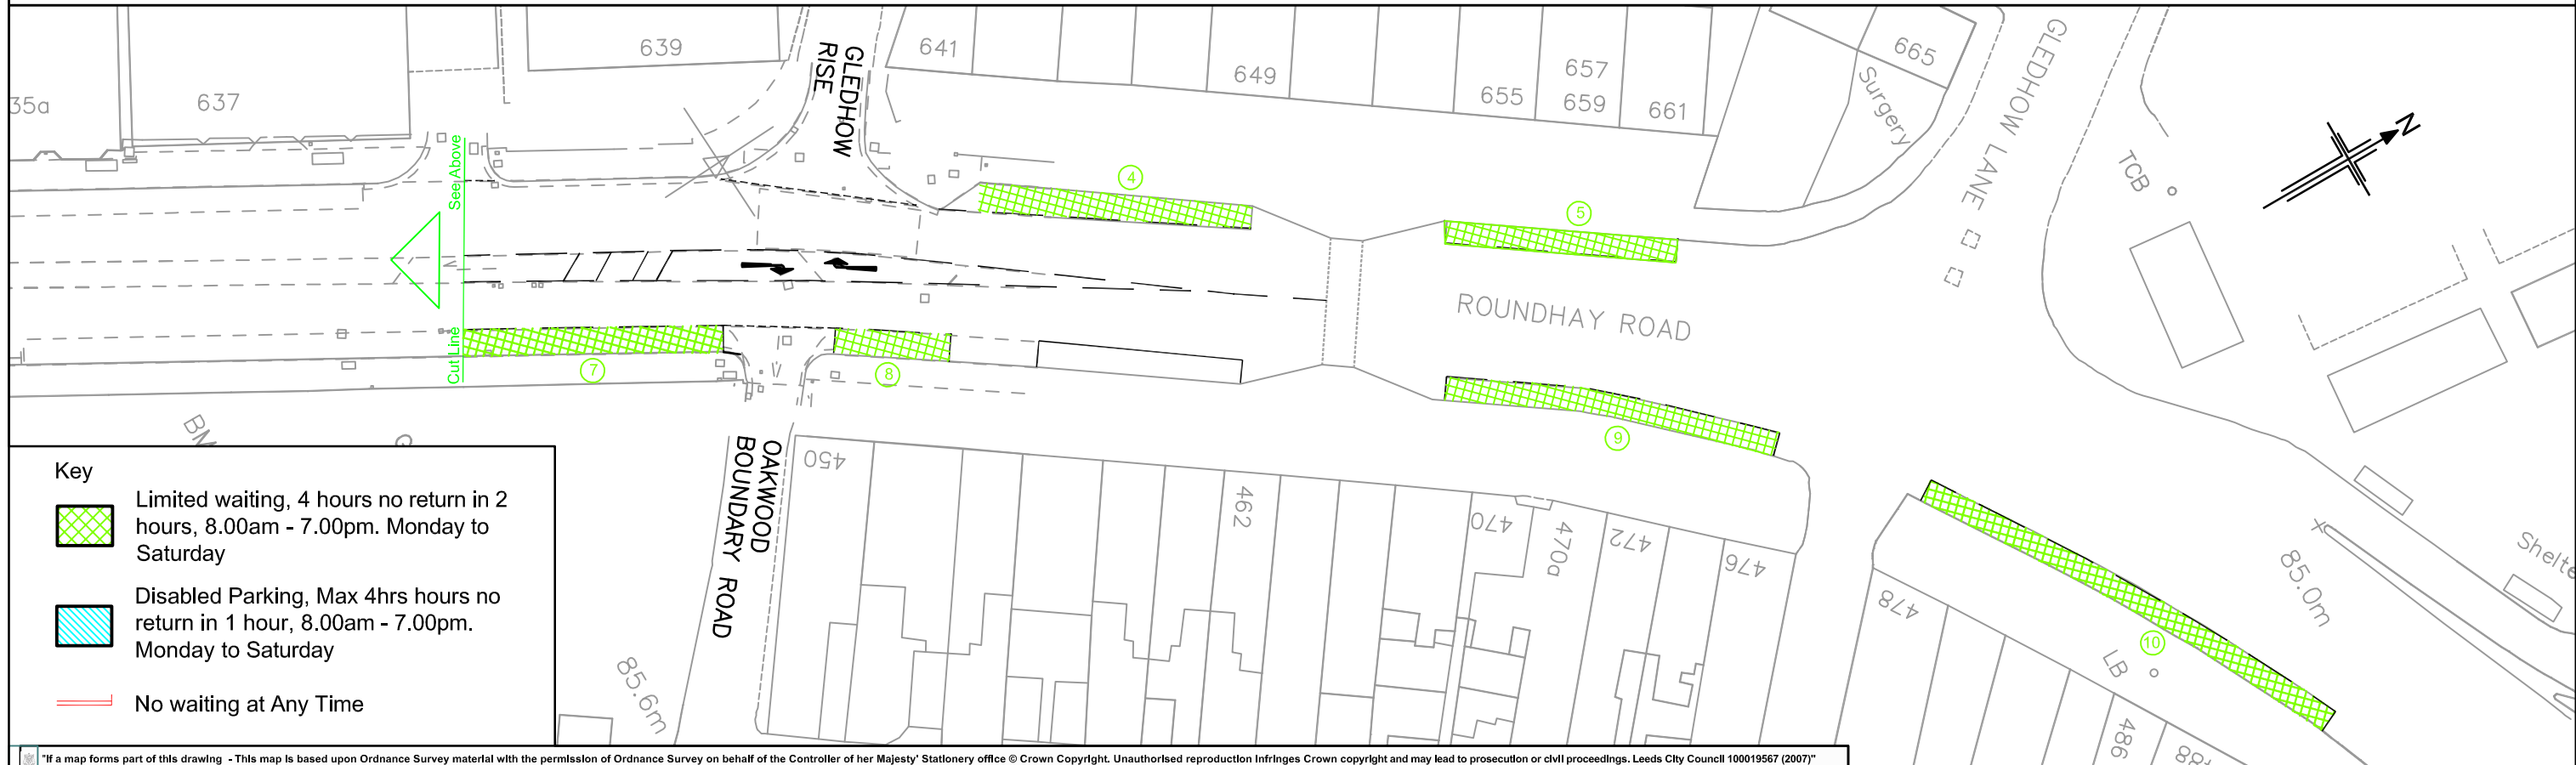 639
GLEDHOW
RISE
641
649
655
657
659
661
665
Surgery
GLEDHOW LANE
TCB
N
35a
637
See Above
Cut Line
4
5
ROUNDHAY ROAD
7
8
9
10
BM
OAKWOOD
BOUNDARY ROAD
450
462
470
470a
472
476
478
486
LB
85.0m
85.6m
Key
Limited waiting, 4 hours no return in 2
hours, 8.00am - 7.00pm. Monday to
Saturday
Disabled Parking, Max 4hrs hours no
return in 1 hour, 8.00am - 7.00pm.
Monday to Saturday
No waiting at Any Time
"If a map forms part of this drawing - This map is based upon Ordnance Survey material with the permission of Ordnance Survey on behalf of the Controller of her Majesty' Stationery office © Crown Copyright. Unauthorised reproduction infringes Crown copyright and may lead to prosecution or civil proceedings. Leeds City Council 100019567 (2007)"